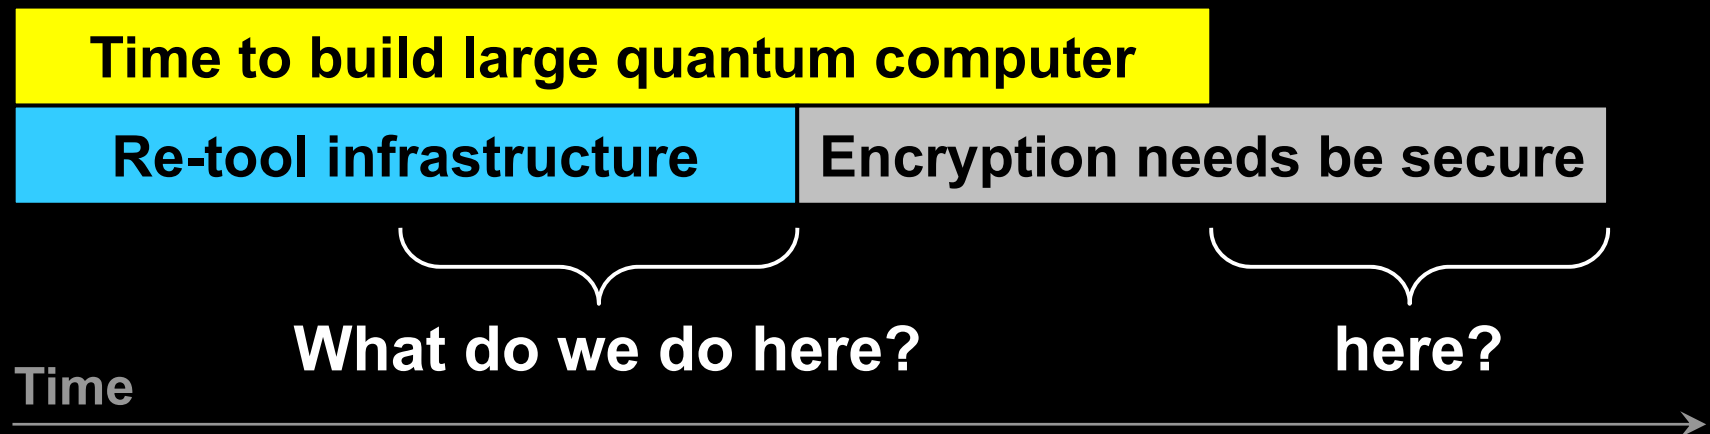 Time to build large quantum computer
Re-tool infrastructure
Encryption needs be secure
What do we do here?
here?
Time